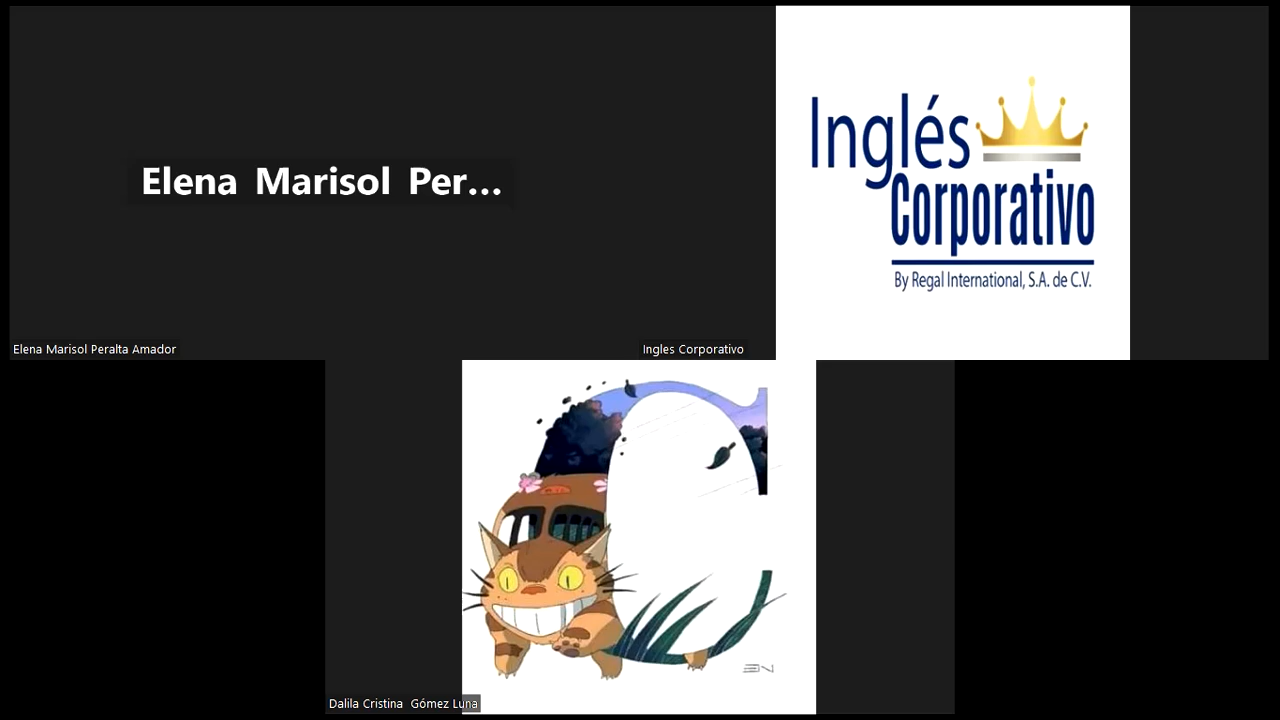 Elena Marisol Per...
Elena Marisol Peralta Amador
Inglés
Corporativo
By Regal International, S.A. de C.V.
Ingles Corporativo
Dalila Cristina Gómez Luna